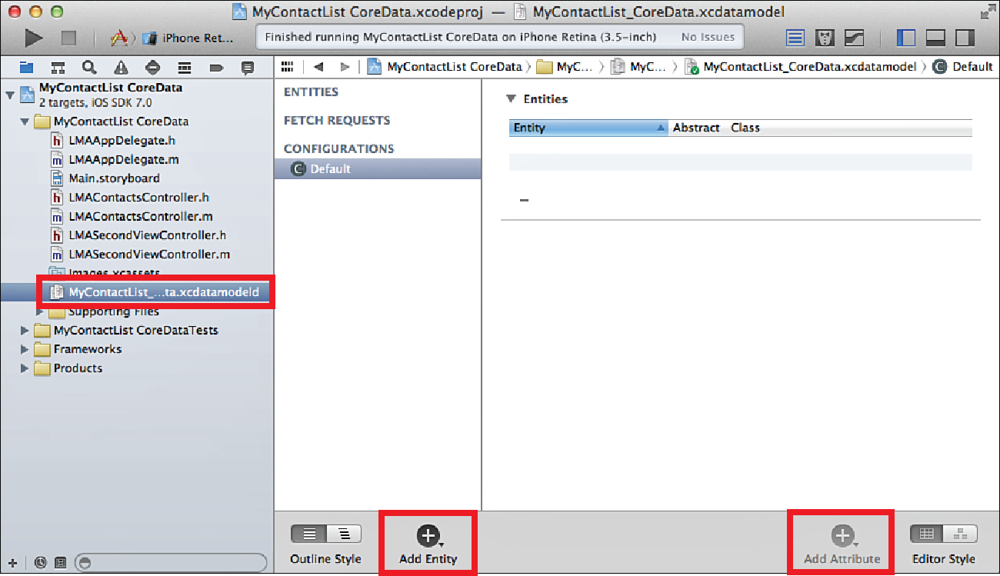 MyContactList CoreData.xcodeproj — MyContactList_CoreData.xcdatamodel
iPhone Ret...
Finished running MyContactList CoreData on iPhone Retina (3.5-inch) No Issues
MyContactList CoreData MyC... MyC... MyContactList_CoreData.xcdatamodel C Default
MyContactList CoreData
2 targets, iOS SDK 7.0
MyContactList CoreData
h LMAAppDelegate.h
m LMAAppDelegate.m
Main.storyboard
h LMAContactsController.h
m LMAContactsController.m
h LMASecondViewController.h
m LMASecondViewController.m
Images.xcassets
MyContactList_...ta.xcdatamodeld
Supporting Files
MyContactList CoreDataTests
Frameworks
Products
ENTITIES
FETCH REQUESTS
CONFIGURATIONS
C Default
Entities
Entity Abstract Class
Outline Style
Add Entity
Add Attribute
Editor Style